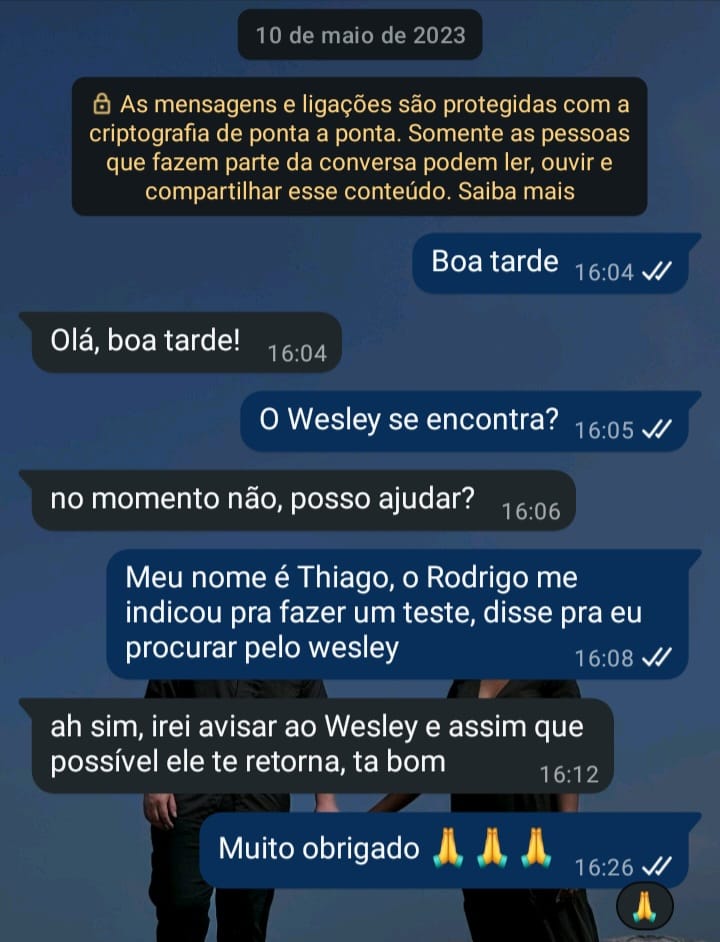 10 de maio de 2023
🔒 As mensagens e ligações são protegidas com a
criptografia de ponta a ponta. Somente as pessoas
que fazem parte da conversa podem ler, ouvir e
compartilhar esse conteúdo. Saiba mais
Boa tarde 16:04
Olá, boa tarde! 16:04
O Wesley se encontra? 16:05
no momento não, posso ajudar? 16:06
Meu nome é Thiago, o Rodrigo me
indicou pra fazer um teste, disse pra eu
procurar pelo wesley 16:08
ah sim, irei avisar ao Wesley e assim que
possível ele te retorna, ta bom 16:12
Muito obrigado 🙏 🙏 🙏 16:26
🙏